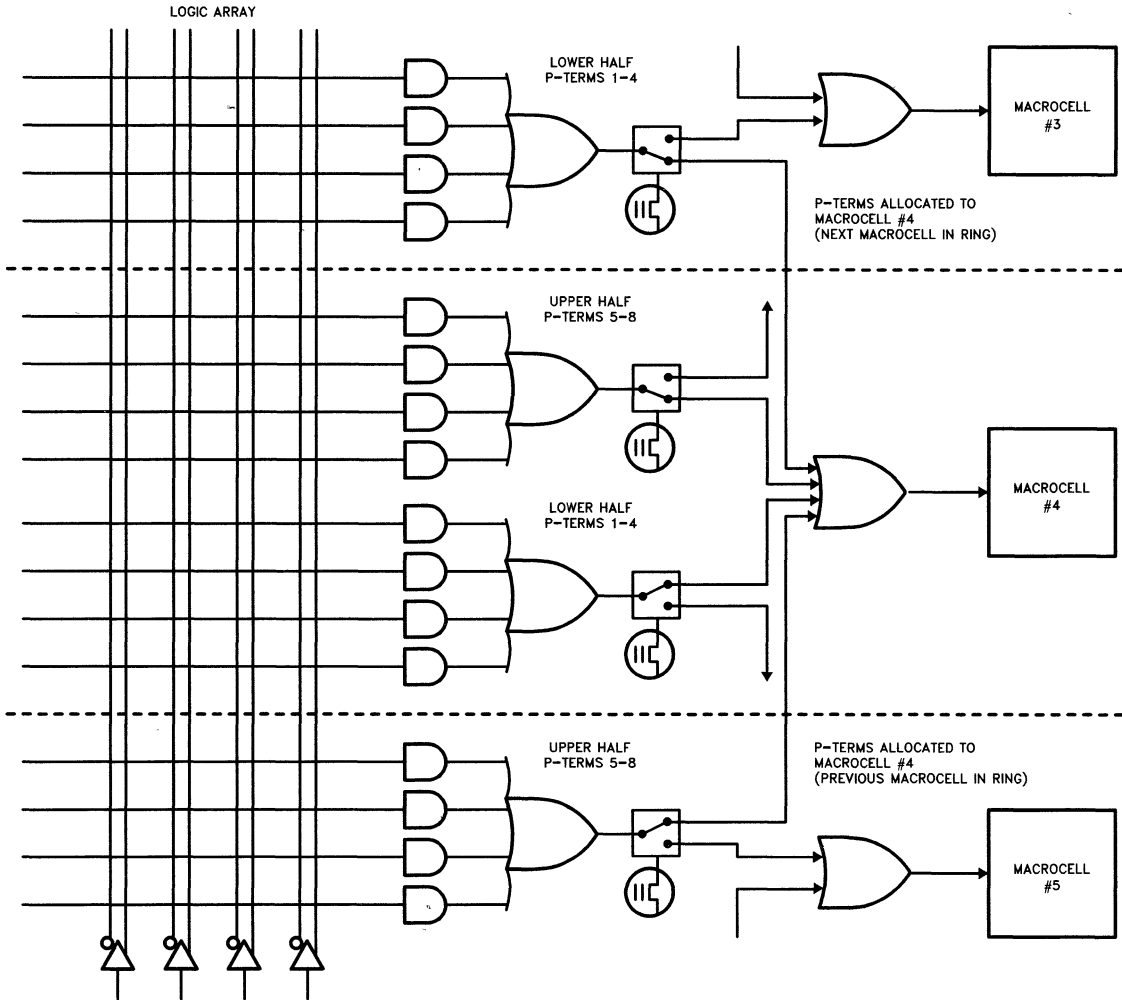 LOGIC ARRAY
LOWER HALF
P-TERMS 1-4
MACROCELL
#3
P-TERMS ALLOCATED TO
MACROCELL #4
(NEXT MACROCELL IN RING)
UPPER HALF
P-TERMS 5-8
LOWER HALF
P-TERMS 1-4
MACROCELL
#4
UPPER HALF
P-TERMS 5-8
P-TERMS ALLOCATED TO
MACROCELL #4
(PREVIOUS MACROCELL IN RING)
MACROCELL
#5